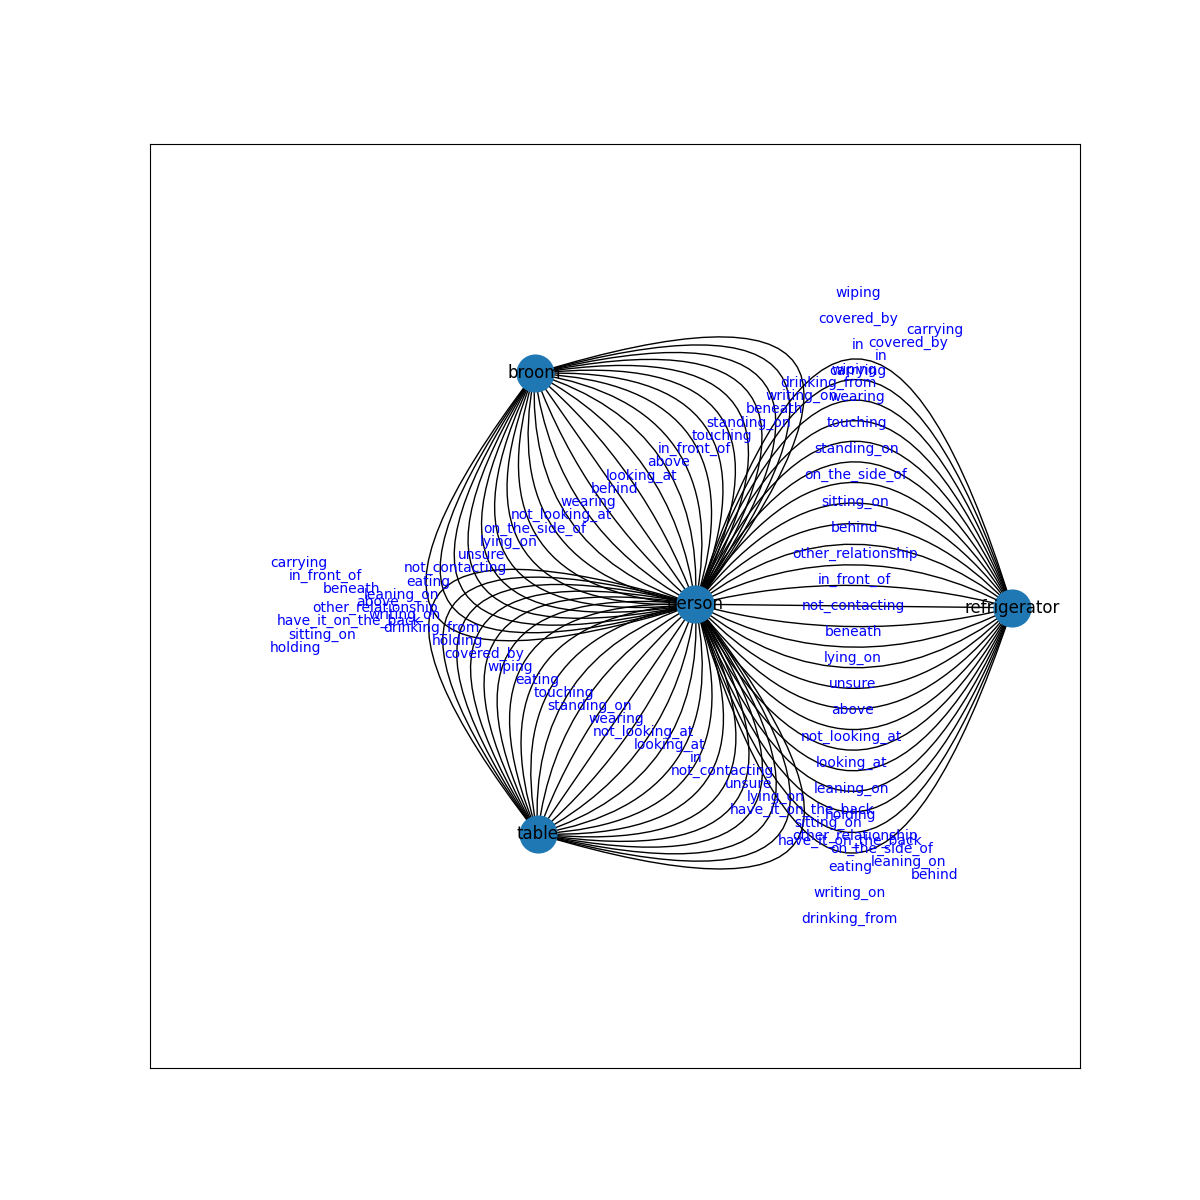 wiping
covered_by
carrying
in
covered_by
in
wiping
carrying
broom
drinking_from
writing_on
wearing
beneath
standing_on
touching
touching
in_front_of
standing_on
above
looking_at
on_the_side_of
behind
wearing
sitting_on
not_looking_at
on_the_side_of
behind
lying_on
unsure
other_relationship
carrying
not_contacting
in_front_of
eating
in_front_of
beneath
leaning_on
above
person
not_contacting
refrigerator
other_relationship
writing_on
have_it_on_the_back
drinking_from
beneath
sitting_on
holding
holding
covered_by
lying_on
wiping
eating
unsure
touching
standing_on
above
wearing
not_looking_at
not_looking_at
looking_at
in
looking_at
not_contacting
unsure
leaning_on
lying_on
have_it_on_the_back
holding
sitting_on
table
other_relationship
have_it_on_the_back
on_the_side_of
leaning_on
eating
behind
writing_on
drinking_from